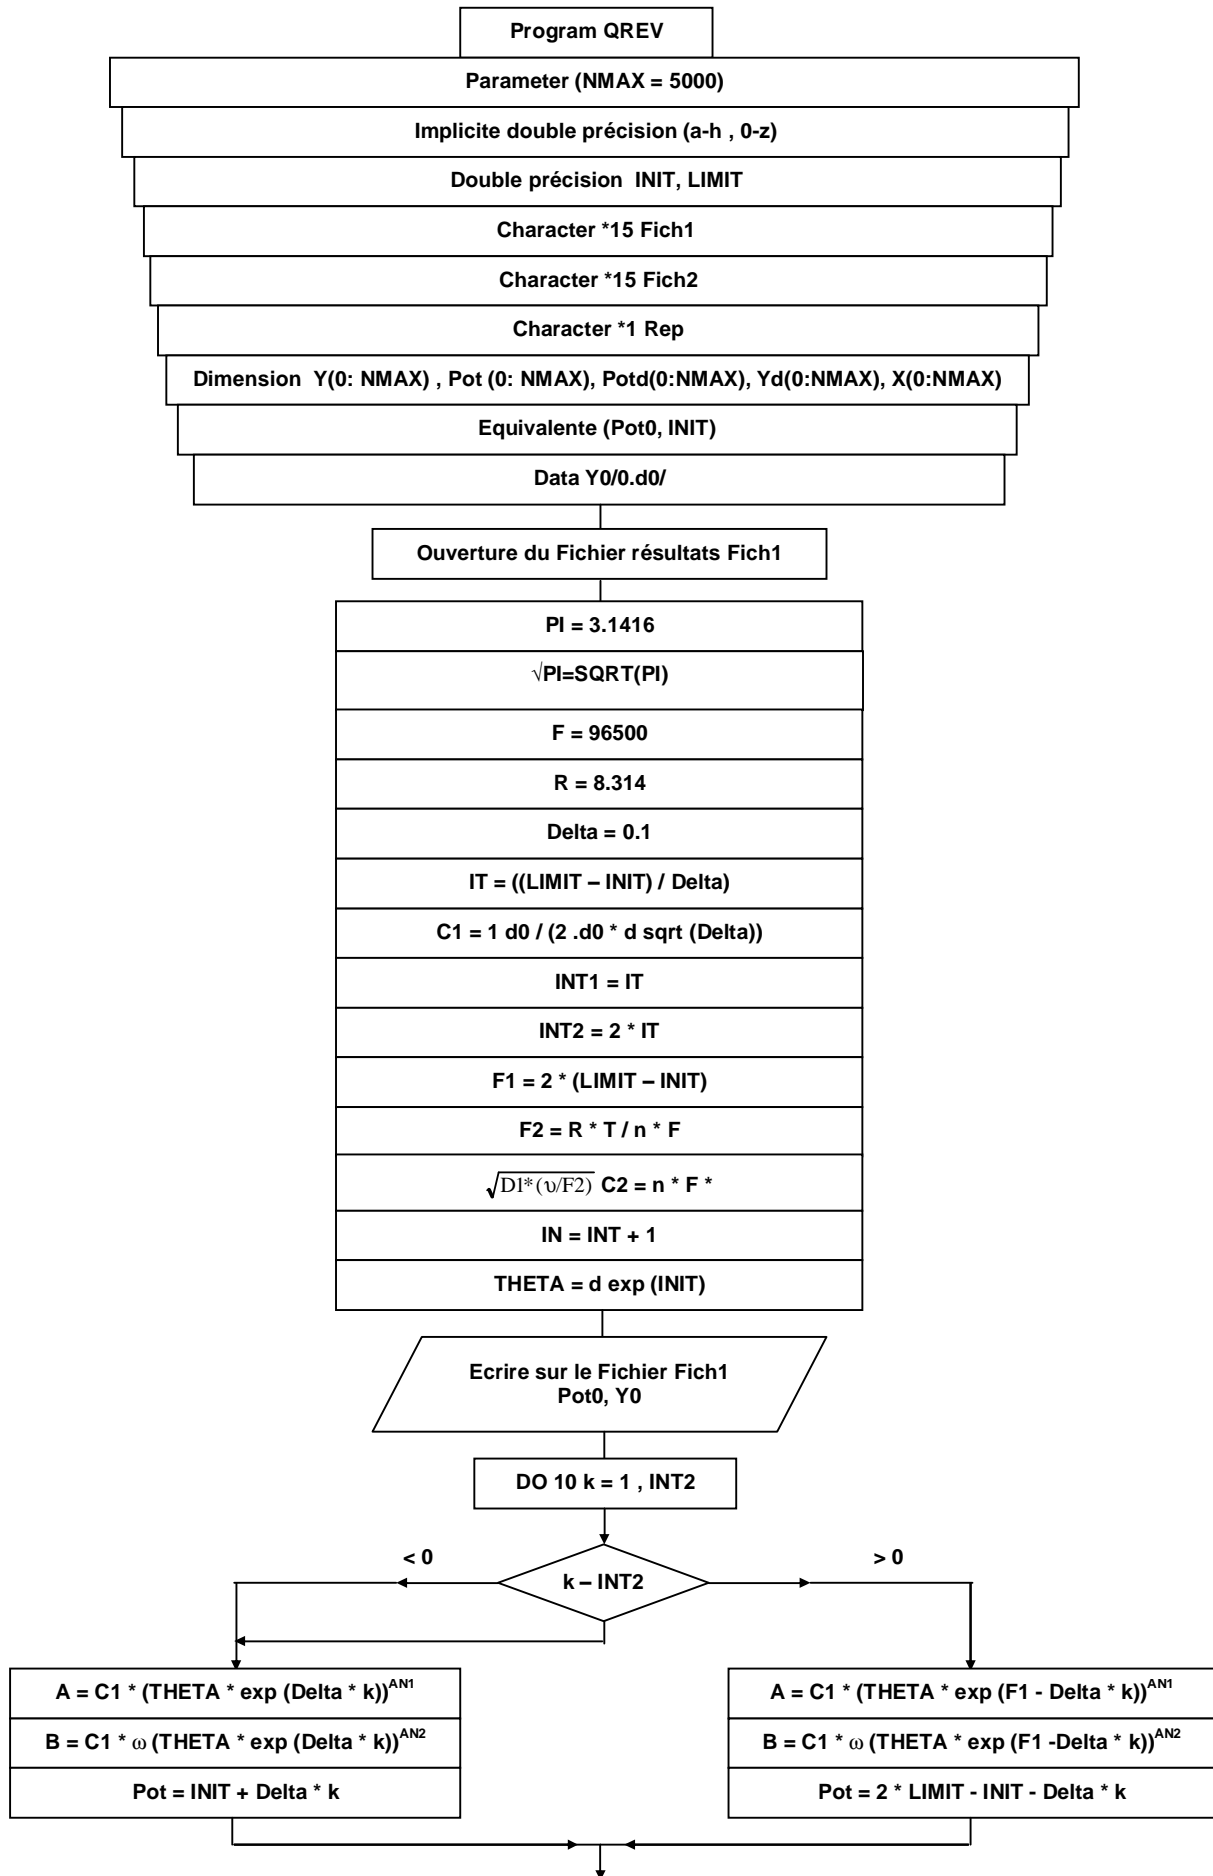 Program QREV
Parameter (NMAX = 5000)
Implicite double précision (a-h , 0-z)
Double précision INIT, LIMIT
Character *15 Fich1
Character *15 Fich2
Character *1 Rep
Dimension Y(0: NMAX) , Pot (0: NMAX), Potd(0:NMAX), Yd(0:NMAX), X(0:NMAX)
Equivalente (Pot0, INIT)
Data Y0/0.d0/
Ouverture du Fichier résultats Fich1
PI = 3.1416
√PI=SQRT(PI)
F = 96500
R = 8.314
Delta = 0.1
IT = ((LIMIT – INIT) / Delta)
C1 = 1 d0 / (2 .d0 * d sqrt (Delta))
INT1 = IT
INT2 = 2 * IT
F1 = 2 * (LIMIT – INIT)
F2 = R * T / n * F
√D1*(υ/F2) C2 = n * F *
IN = INT + 1
THETA = d exp (INIT)
Ecrire sur le Fichier Fich1
Pot0, Y0
DO 10 k = 1 , INT2
< 0
> 0
k – INT2
A = C1 * (THETA * exp (Delta * k))^AN1
B = C1 * ω (THETA * exp (Delta * k))^AN2
Pot = INIT + Delta * k
A = C1 * (THETA * exp (F1 - Delta * k))^AN1
B = C1 * ω (THETA * exp (F1 -Delta * k))^AN2
Pot = 2 * LIMIT - INIT - Delta * k